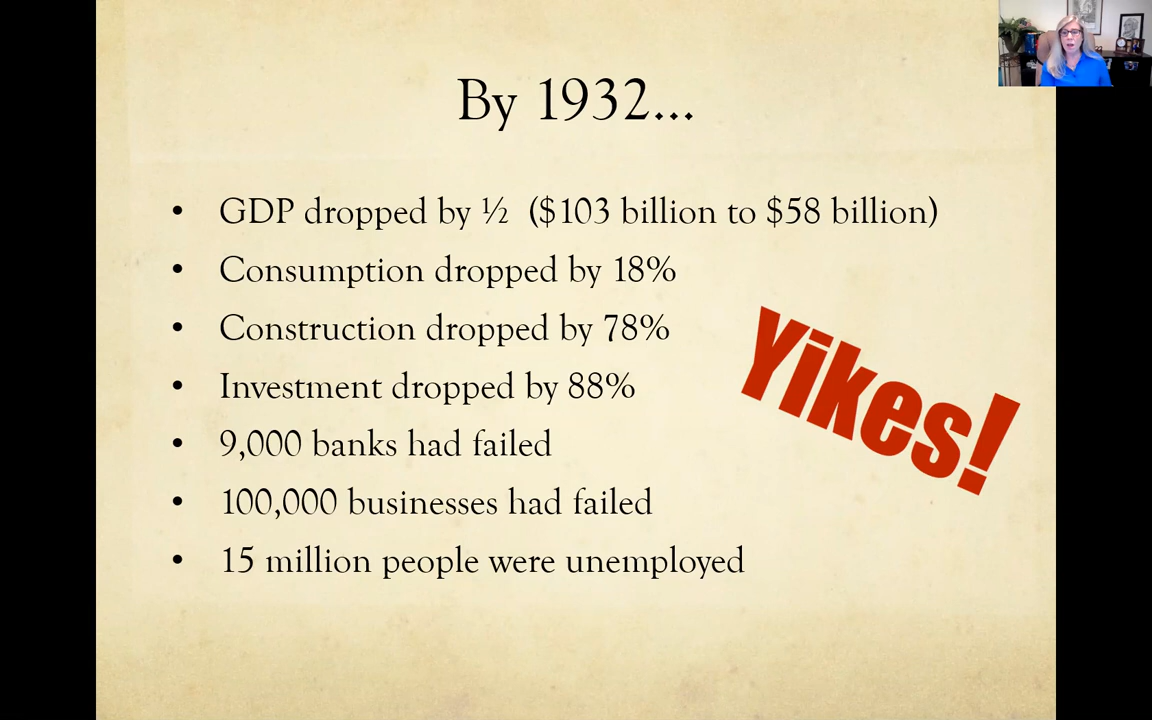 By 1932...
• GDP dropped by ½ ($103 billion to $58 billion)
• Consumption dropped by 18%
• Construction dropped by 78%
• Investment dropped by 88%
• 9,000 banks had failed
• 100,000 businesses had failed
• 15 million people were unemployed
Yikes!